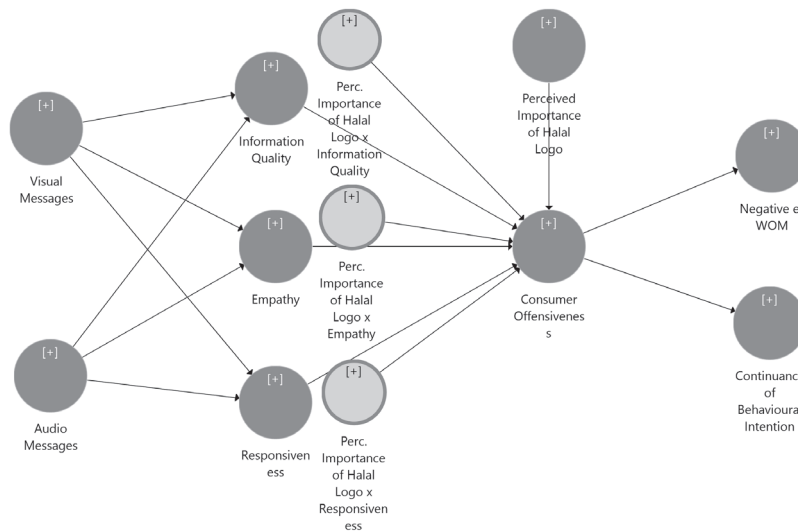 [+]
Visual
Messages
[+]
Audio
Messages
[+]
Information
Quality
[+]
Empathy
[+]
Responsiven
ess
[+]
Perc.
Importance
of Halal
Logo x
Information
Quality
[+]
Perc.
Importance
of Halal
Logo x
Empathy
[+]
Perc.
Importance
of Halal
Logo x
Responsiven
ess
[+]
Perceived
Importance
of Halal
Logo
[+]
Consumer
Offensivenes
s
[+]
Negative e
WOM
[+]
Continuanc
of
Behavioura
Intention